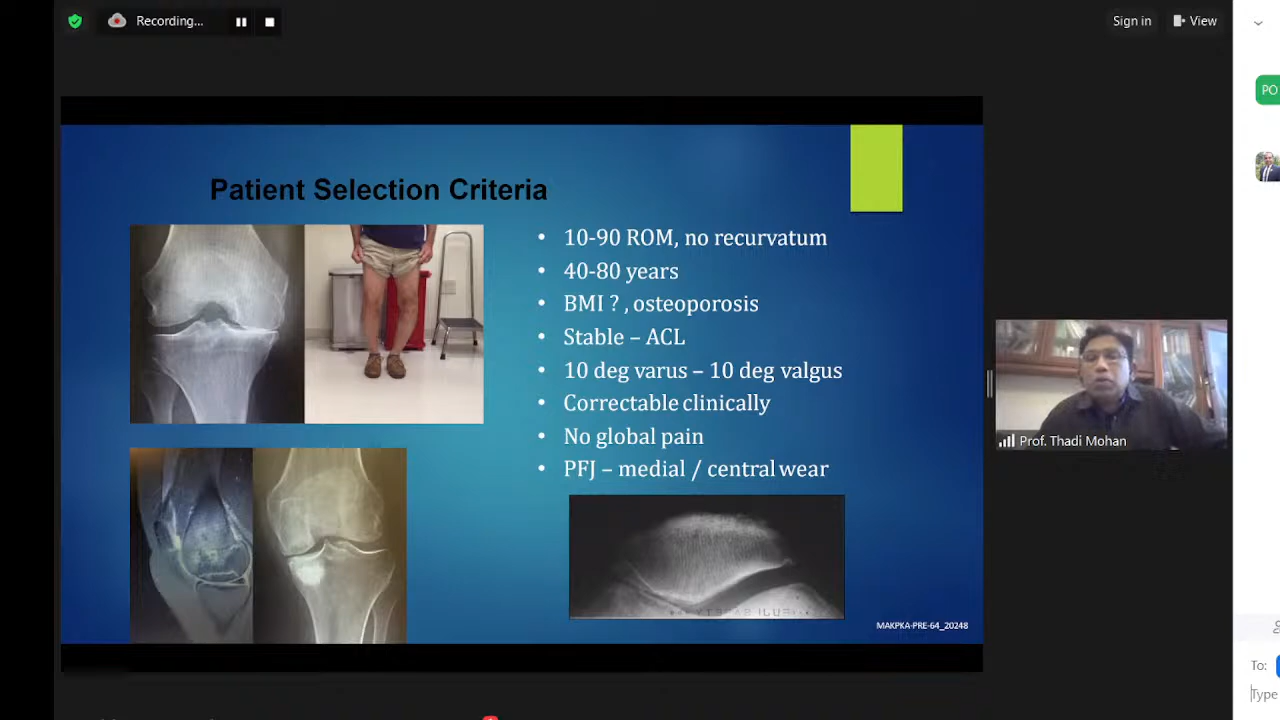 Recording...
Sign in
View
PO
Patient Selection Criteria
• 10-90 ROM, no recurvatum
• 40-80 years
• BMI ? , osteoporosis
• Stable – ACL
• 10 deg varus – 10 deg valgus
• Correctable clinically
• No global pain
• PFJ – medial / central wear
Prof. Thadi Mohan
MAKPKA-PRE-64_20248
To:
Type